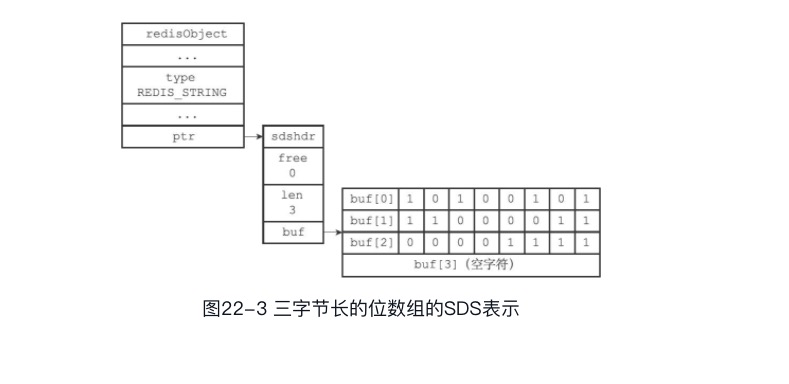 redisObject
...
type
REDIS_STRING
...
ptr
sdshdr
free
0
len
3
buf
buf[0] 1 0 1 0 0 1 0 1
buf[1] 1 1 0 0 0 0 1 1
buf[2] 0 0 0 0 1 1 1 1
buf[3]（空字符）
图22-3 三字节长的位数组的SDS表示